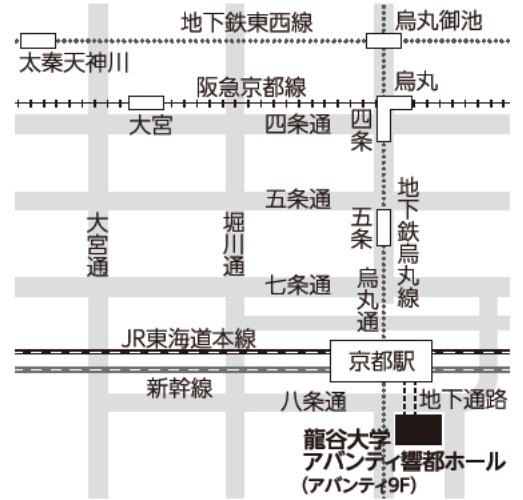 地下鉄東西線
烏丸御池
太秦天神川
阪急京都線
烏丸
大宮
四条通
四条
五条通
五条
地下鉄烏丸線
大宮通
堀川通
七条通
烏丸通
JR東海道本線
京都駅
新幹線
八条通
地下通路
龍谷大学
アバンティ響都ホール
(アバンティ9F)